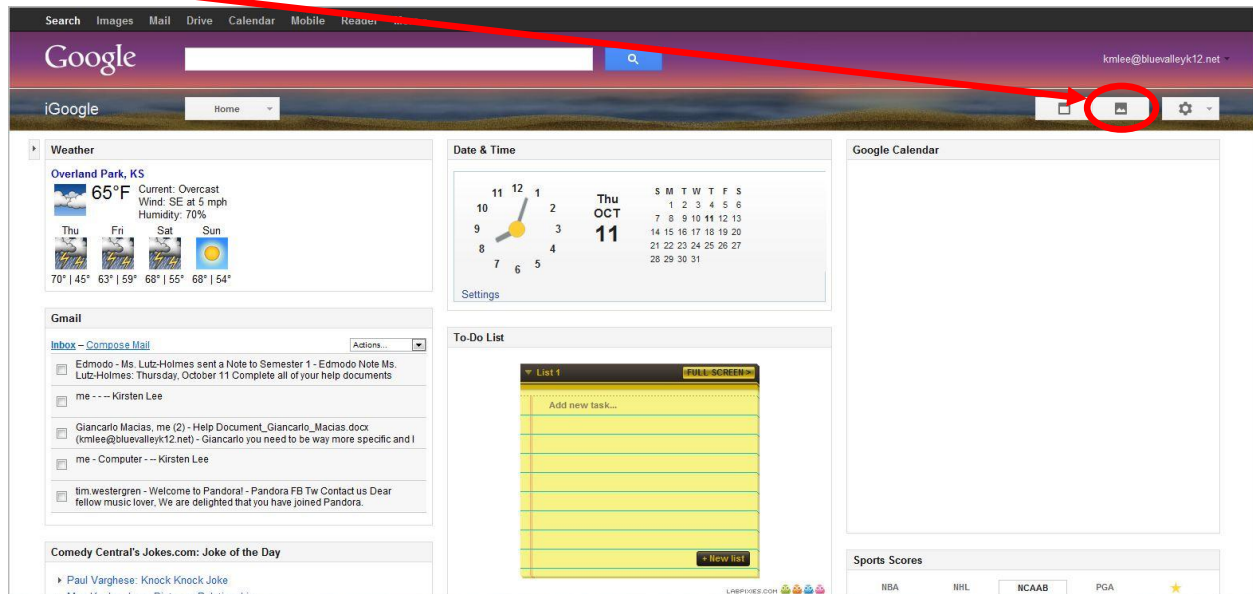 Search Images Mail Drive Calendar Mobile Reader
Google
kmlee@bluevalleyk12.net
iGoogle Home
Weather
Overland Park, KS
65°F Current: Overcast
Wind: SE at 5 mph
Humidity: 70%
Thu Fri Sat Sun
70° | 45° 63° | 59° 68° | 55° 68° | 54°
Gmail
Inbox – Compose Mail Actions...
Edmodo - Ms. Lutz-Holmes sent a Note to Semester 1 - Edmodo Note Ms.
Lutz-Holmes: Thursday, October 11 Complete all of your help documents
me - - -- Kirsten Lee
Giancarlo Macias, me (2) - Help Document_Giancarlo_Macias.docx
(kmlee@bluevalleyk12.net) - Giancarlo you need to be way more specific and I
me - Computer - -- Kirsten Lee
tim.westergren - Welcome to Pandora! - Pandora FB Tw Contact us Dear
fellow music lover, We are delighted that you have joined Pandora.
Comedy Central's Jokes.com: Joke of the Day
Paul Varghese: Knock Knock Joke
Date & Time
11 12 1
10 2
9 3
8 4
7 6 5
Thu
OCT
11
S M T W T F S
1 2 3 4 5 6
7 8 9 10 11 12 13
14 15 16 17 18 19 20
21 22 23 24 25 26 27
28 29 30 31
Settings
To-Do List
List 1 FULL SCREEN >
Add new task...
+ New list
LABPIXIES.COM
Google Calendar
Sports Scores
NBA NHL NCAAB PGA